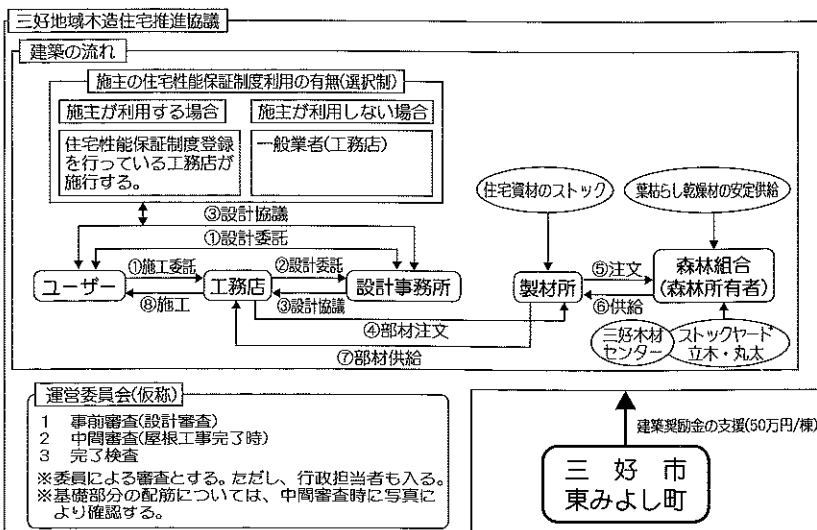 三好地域木造住宅推進協議
建築の流れ
施主の住宅性能保証制度利用の有無(選択制)
施主が利用する場合
施主が利用しない場合
住宅性能保証制度登録
を行っている工務店が
施行する。
一般業者(工務店)
住宅資材のストック
葉枯らし乾燥材の安定供給
③設計協議
①設計委託
ユーザー
①施工委託
⑧施工
工務店
②設計委託
③設計協議
設計事務所
製材所
⑤注文
⑥供給
森林組合
(森林所有者)
④部材注文
⑦部材供給
三好木材
センター
ストックヤード
立木・丸太
運営委員会(仮称)
1 事前審査(設計審査)
2 中間審査(屋根工事完了時)
3 完了検査
※委員による審査とする。ただし、行政担当者も入る。
※基礎部分の配筋については、中間審査時に写真に
より確認する。
建築奨励金の支援(50万円/棟)
三好市
東みよし町